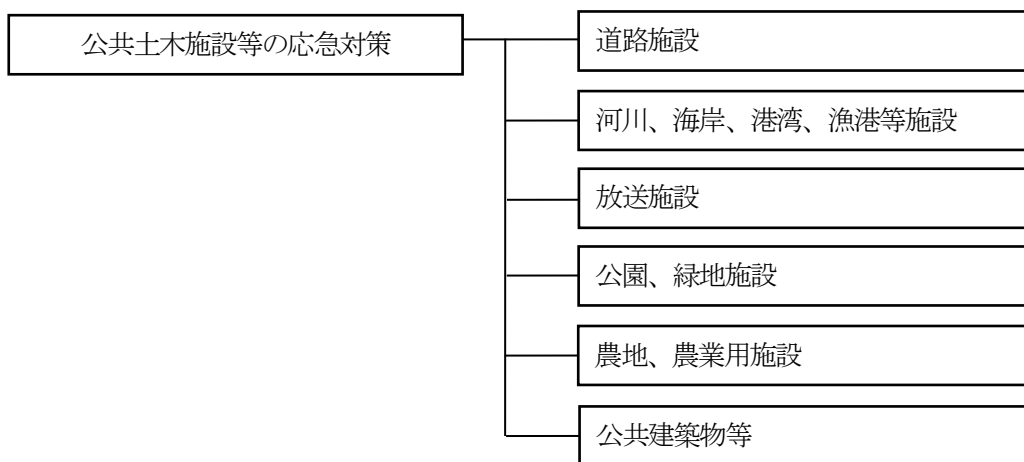 公共土木施設等の応急対策
道路施設
河川、海岸、港湾、漁港等施設
放送施設
公園、緑地施設
農地、農業用施設
公共建築物等